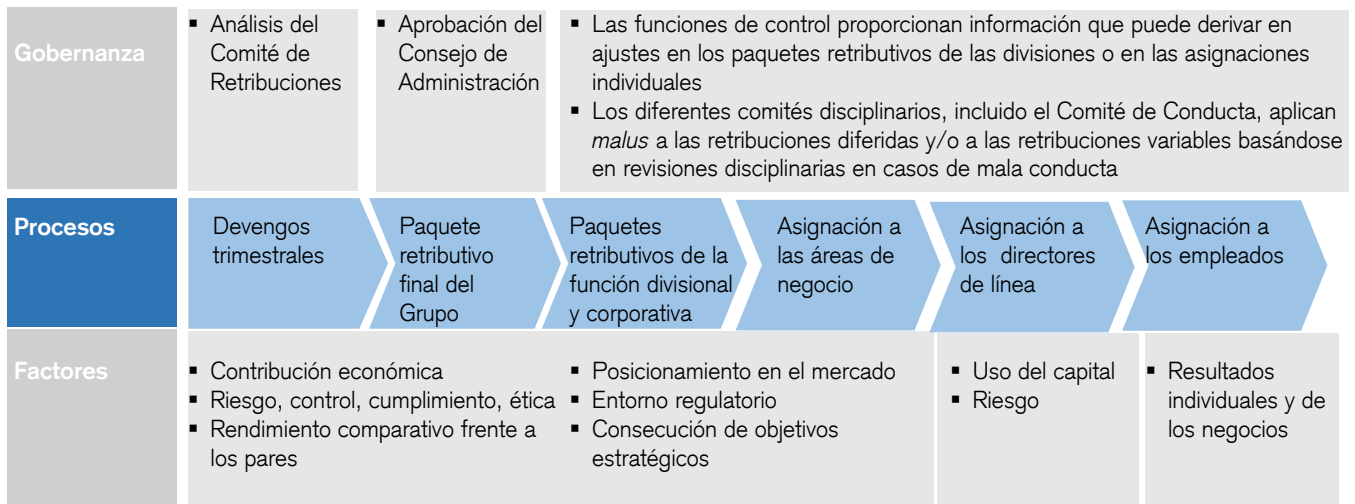 Gobernanza
▪ Análisis del
Comité de
Retribuciones
▪ Aprobación del
Consejo de
Administración
▪ Las funciones de control proporcionan información que puede derivar en
ajustes en los paquetes retributivos de las divisiones o en las asignaciones
individuales
▪ Los diferentes comités disciplinarios, incluido el Comité de Conducta, aplican
malus a las retribuciones diferidas y/o a las retribuciones variables basándose
en revisiones disciplinarias en casos de mala conducta
Procesos
Devengos
trimestrales
Paquete
retributivo
final del
Grupo
Paquetes
retributivos de la
función divisional
y corporativa
Asignación a
las áreas de
negocio
Asignación a
los directores
de línea
Asignación a
los empleados
Factores
▪ Contribución económica
▪ Riesgo, control, cumplimiento, ética
▪ Rendimiento comparativo frente a
los pares
▪ Posicionamiento en el mercado
▪ Entorno regulatorio
▪ Consecución de objetivos
estratégicos
▪ Uso del capital
▪ Riesgo
▪ Resultados
individuales y de
los negocios